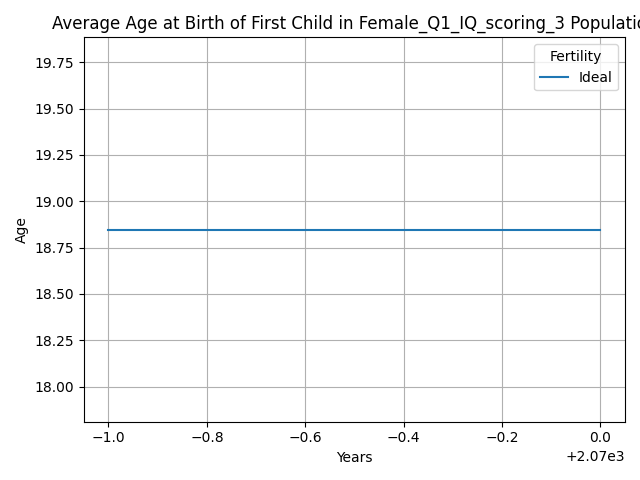 Average Age at Birth of First Child in Female_Q1_IQ_scoring_3 Populatio
Fertility
Ideal
19.75
19.50
19.25
19.00
18.75
18.50
18.25
18.00
Age
−1.0 −0.8 −0.6 −0.4 −0.2 0.0
Years
+2.07e3